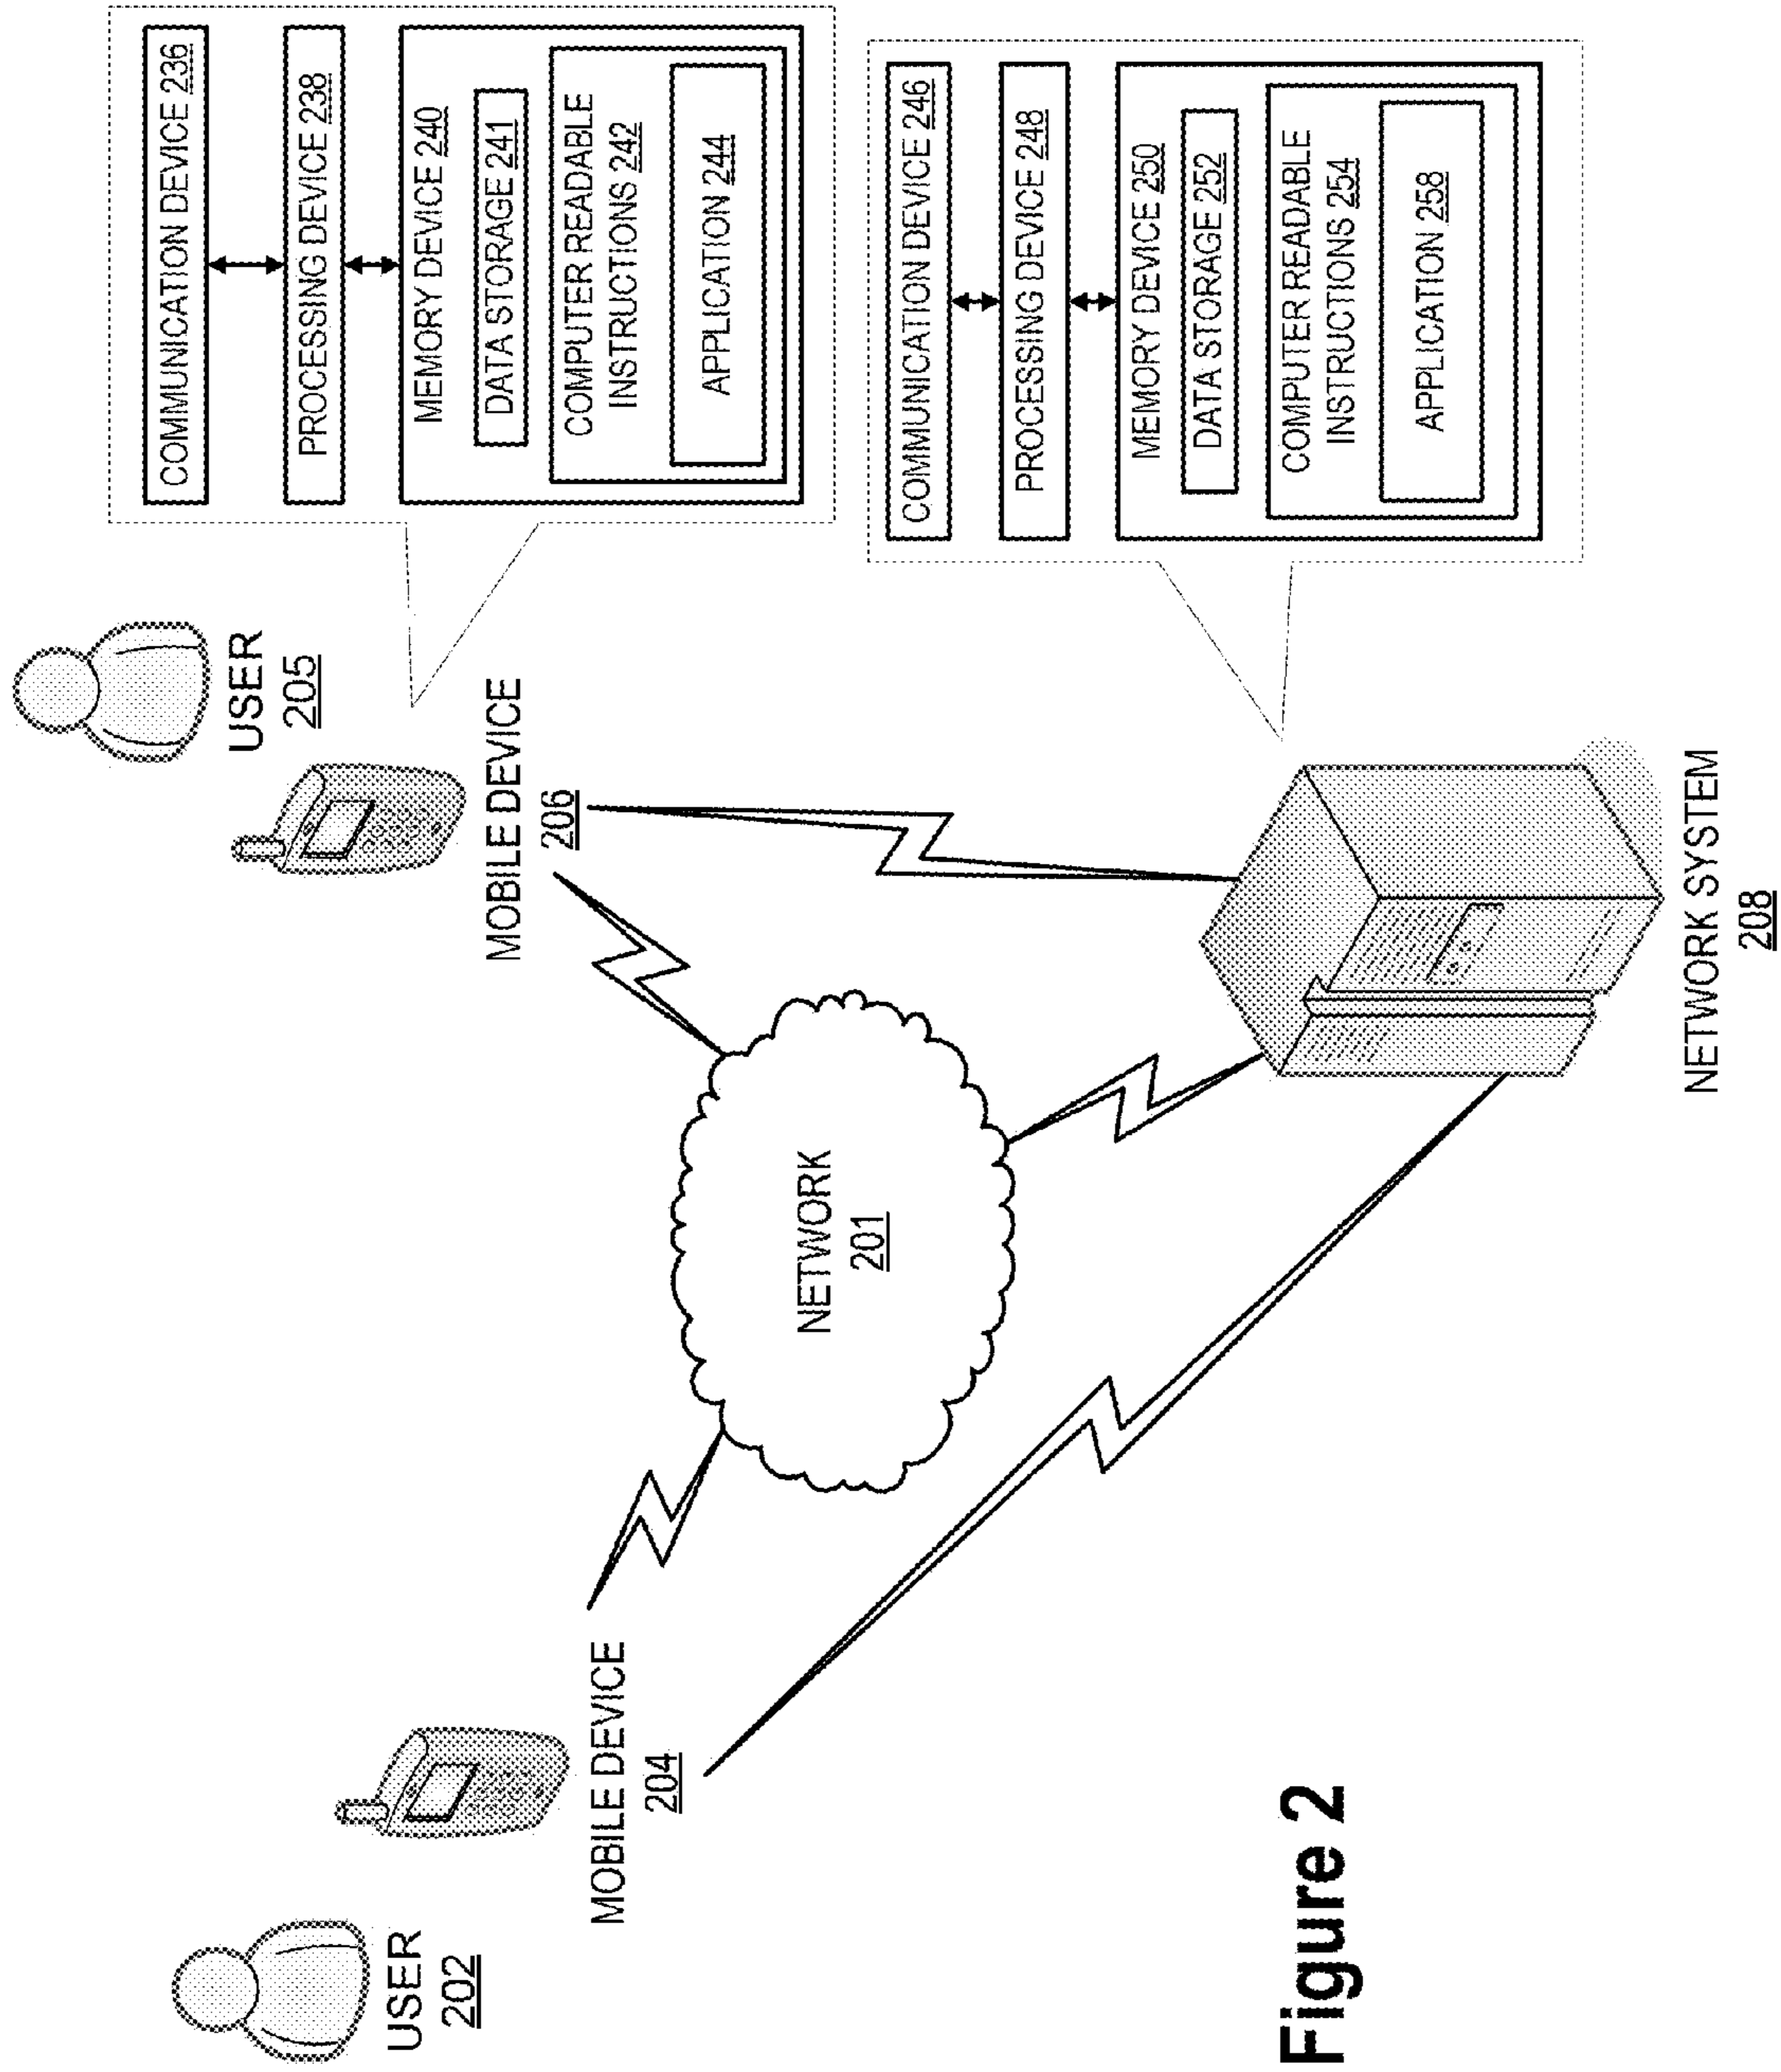 USER
202
MOBILE DEVICE
204
USER
205
MOBILE DEVICE
206
NETWORK
201
NETWORK SYSTEM
208
COMMUNICATION DEVICE 236
PROCESSING DEVICE 238
MEMORY DEVICE 240
DATA STORAGE 241
COMPUTER READABLE
INSTRUCTIONS 242
APPLICATION 244
COMMUNICATION DEVICE 246
PROCESSING DEVICE 248
MEMORY DEVICE 250
DATA STORAGE 252
COMPUTER READABLE
INSTRUCTIONS 254
APPLICATION 258
Figure 2